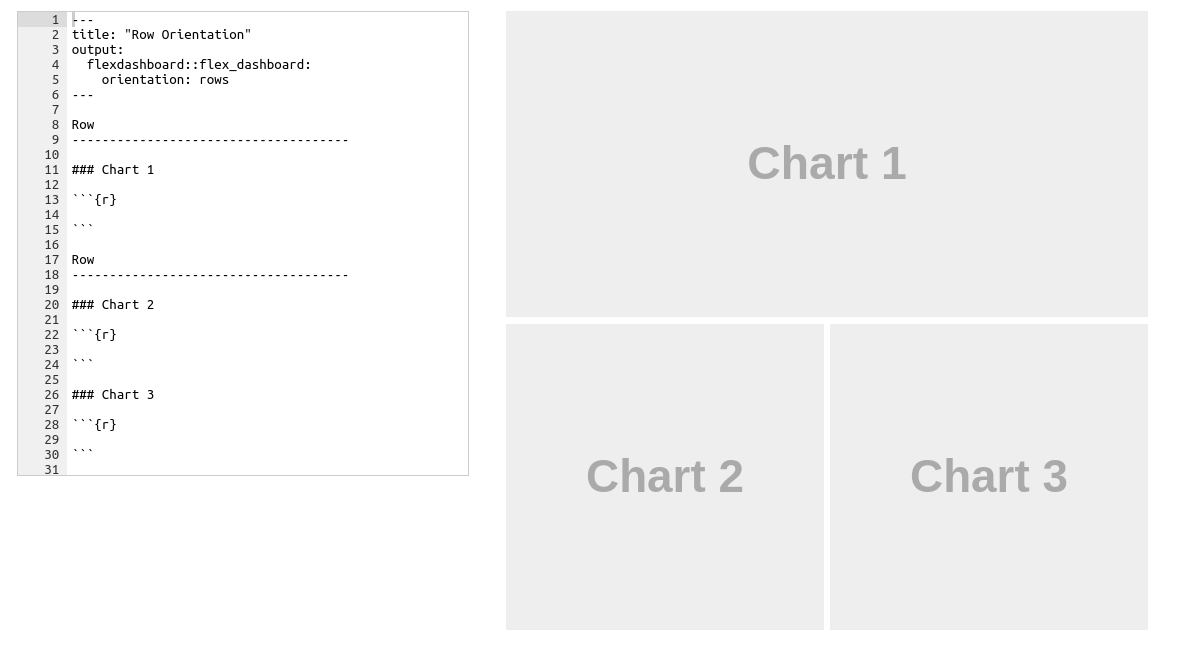 1 ---
2 title: "Row Orientation"
3 output:
4   flexdashboard::flex_dashboard:
5     orientation: rows
6 ---
7
8 Row
9 -------------------------------------
10
11 ### Chart 1
12
13 ```{r}
14
15 ```
16
17 Row
18 -------------------------------------
19
20 ### Chart 2
21
22 ```{r}
23
24 ```
25
26 ### Chart 3
27
28 ```{r}
29
30 ```
31
Chart 1
Chart 2
Chart 3